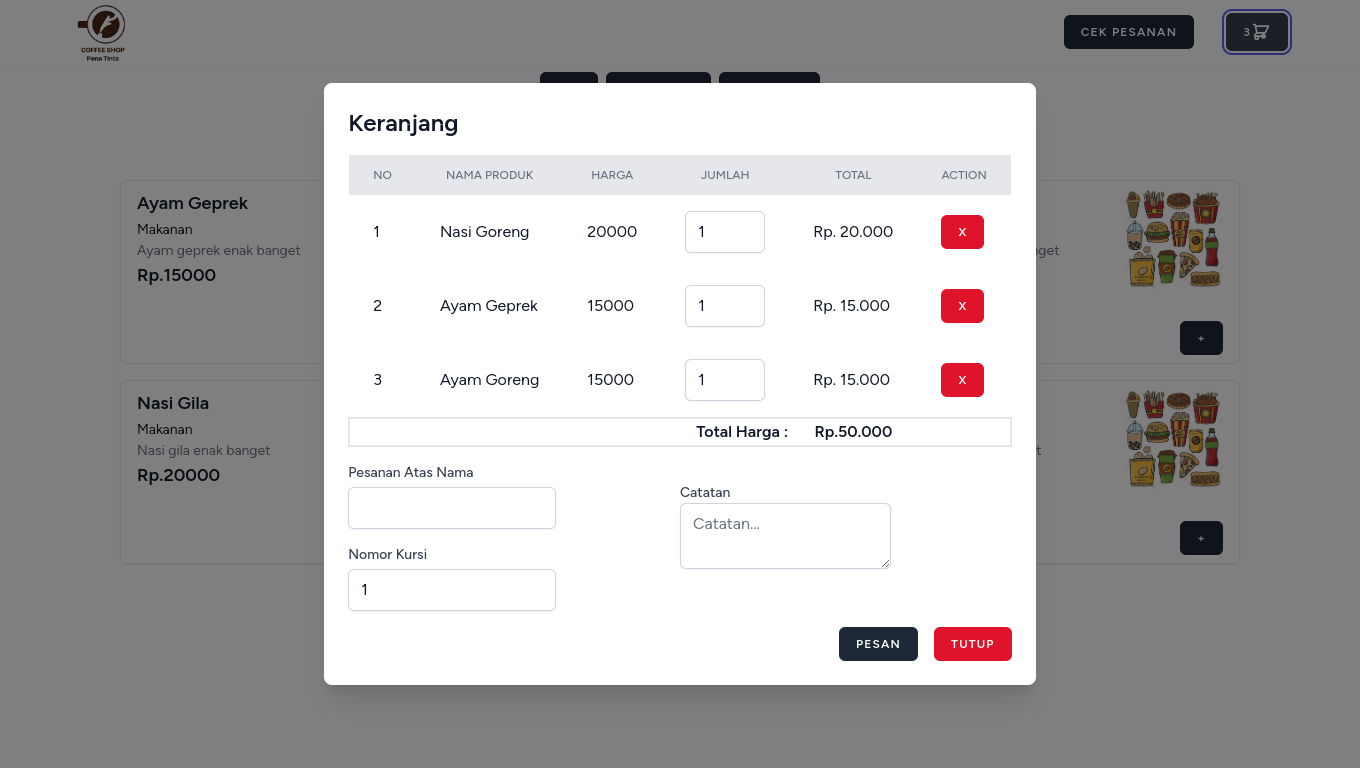 COFFEE SHOP
Pena Tinta
CEK PESANAN
3
Keranjang
NO NAMA PRODUK HARGA JUMLAH TOTAL ACTION
1 Nasi Goreng 20000 1 Rp. 20.000 X
2 Ayam Geprek 15000 1 Rp. 15.000 X
3 Ayam Goreng 15000 1 Rp. 15.000 X
Total Harga : Rp.50.000
Pesanan Atas Nama
Catatan
Catatan...
Nomor Kursi
1
PESAN TUTUP
Ayam Geprek
Makanan
Ayam geprek enak banget
Rp.15000
get
+
Nasi Gila
Makanan
Nasi gila enak banget
Rp.20000
t
+